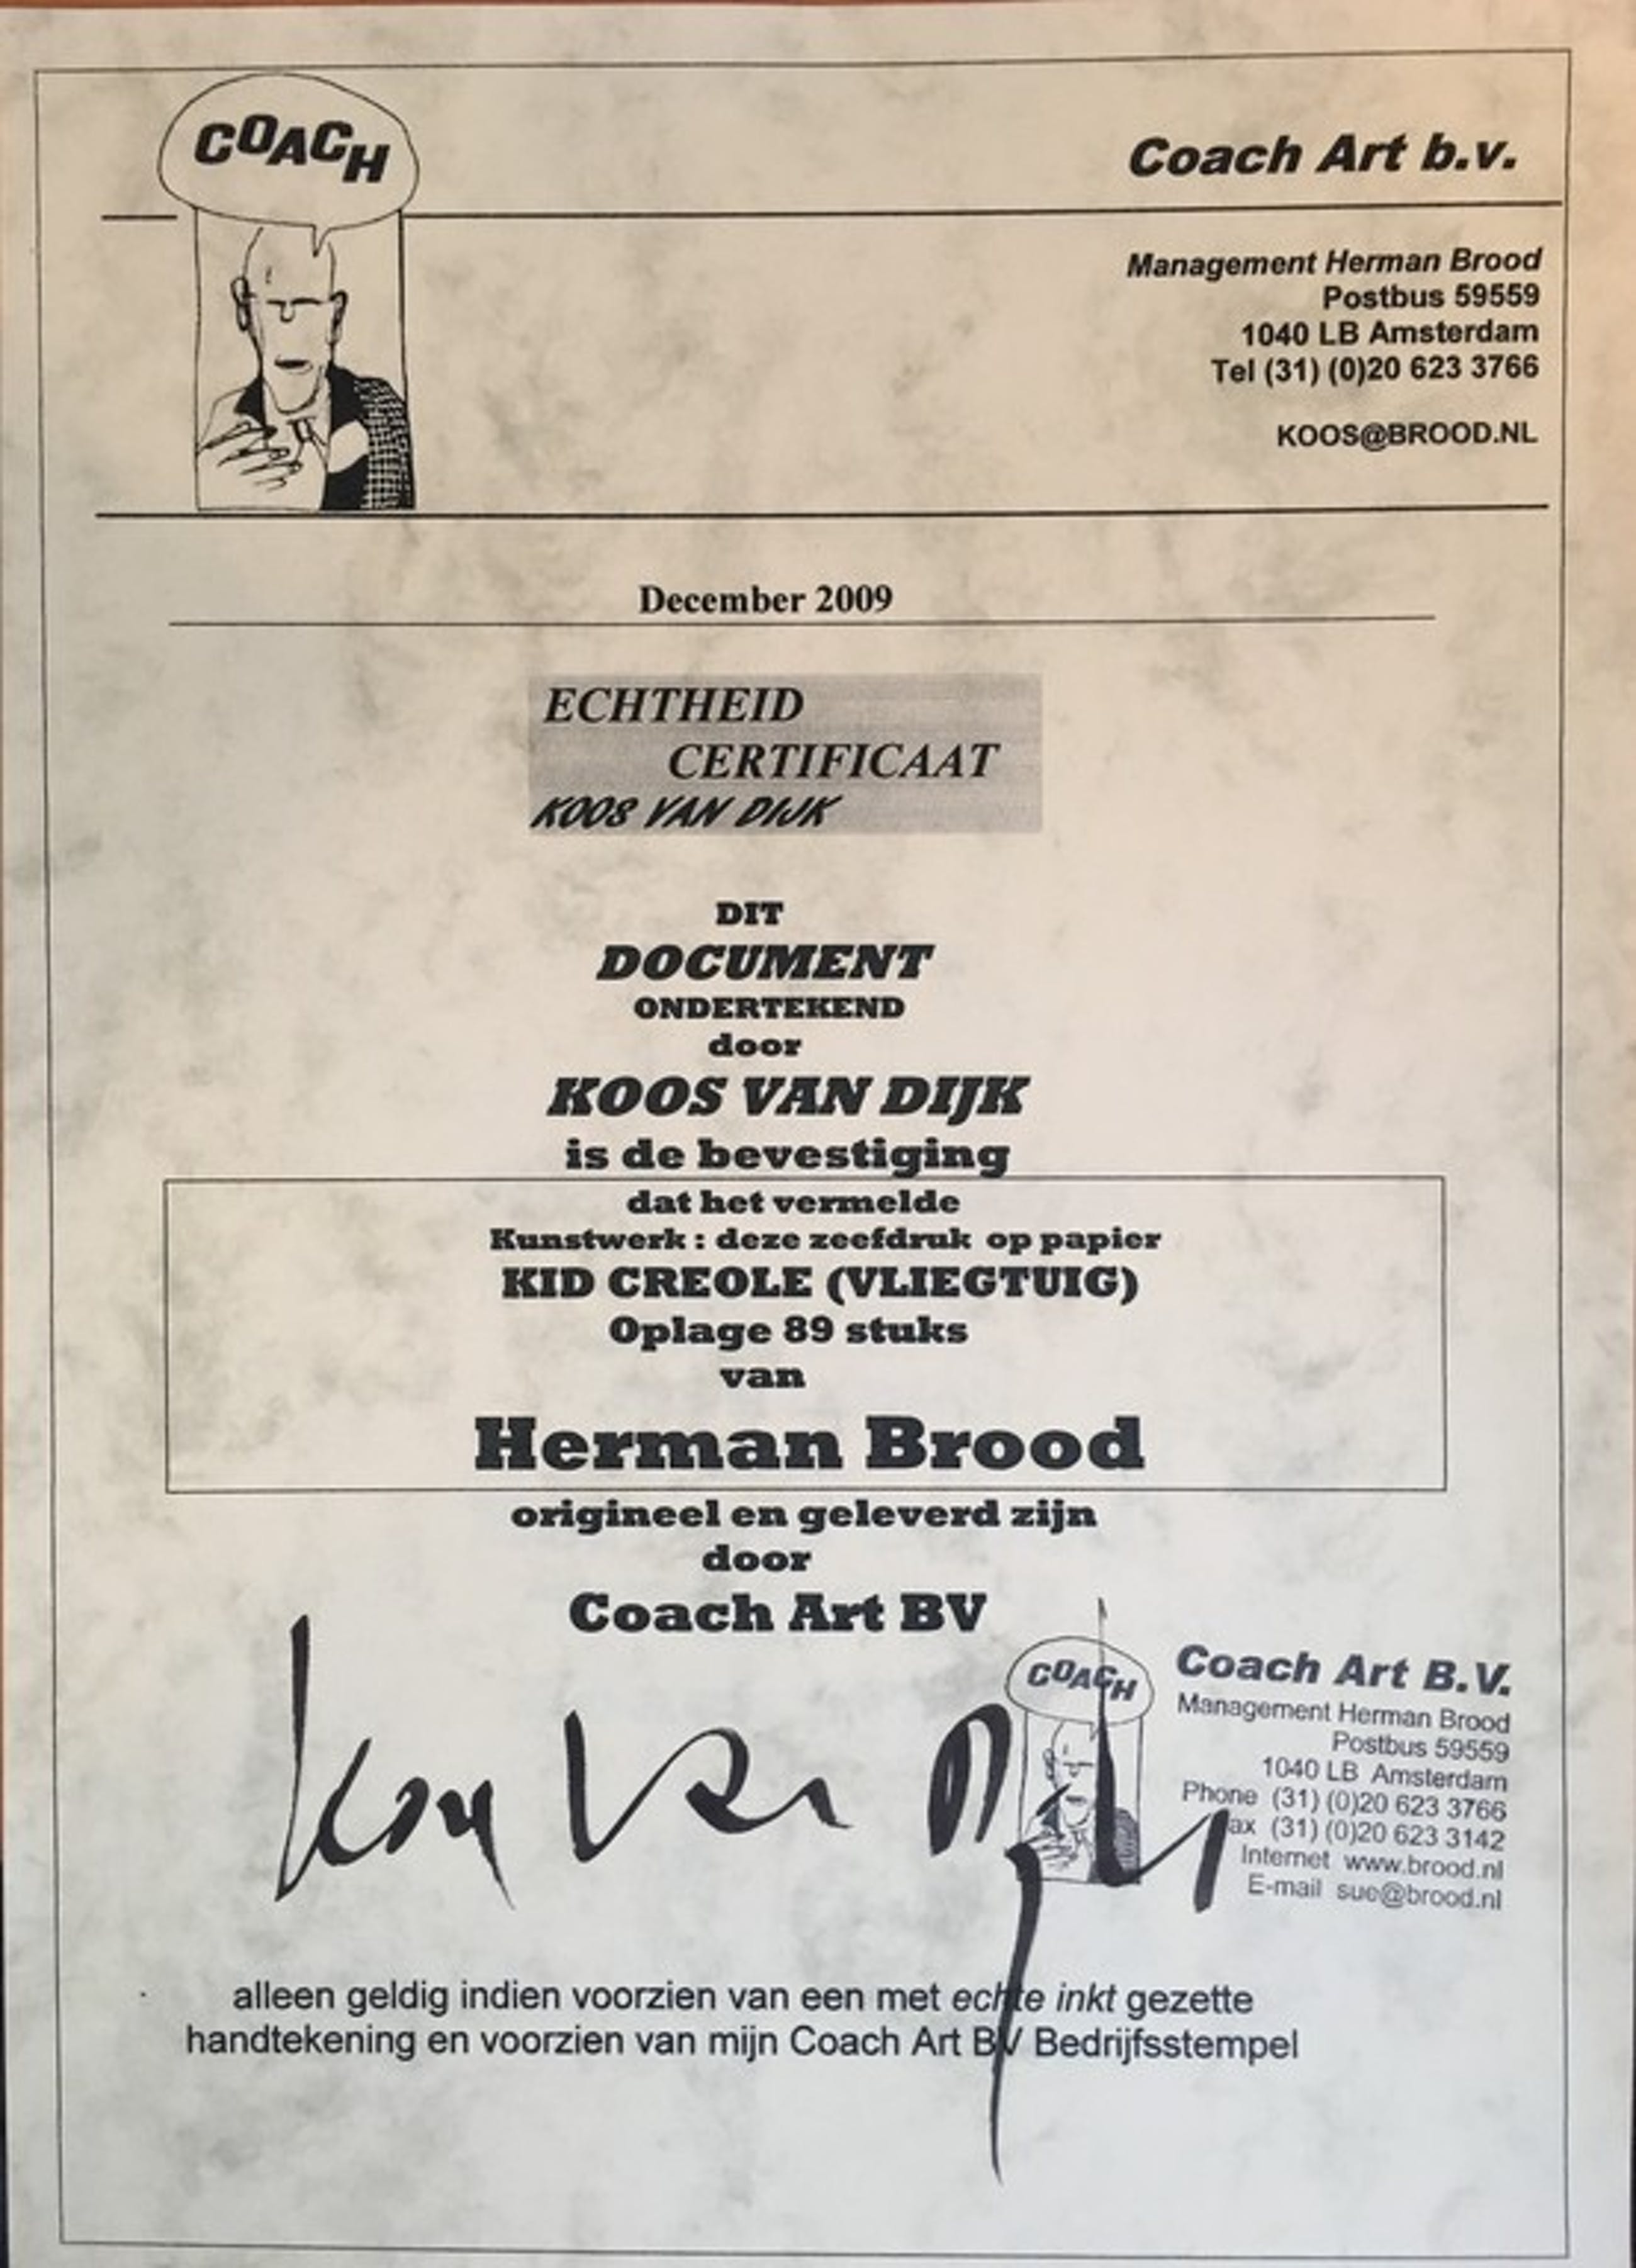 COACH
Coach Art b.v.
Management Herman Brood
Postbus 59559
1040 LB Amsterdam
Tel (31) (0)20 623 3766
KOOS@BROOD.NL
December 2009
ECHTHEID
CERTIFICAAT
KOOS VAN DIJK
DIT
DOCUMENT
ONDERTEKEND
door
KOOS VAN DIJK
is de bevestiging
dat het vermelde
Kunstwerk : deze zeefdruk op papier
KID CREOLE (VLIEGTUIG)
Oplage 89 stuks
van
Herman Brood
origineel en geleverd zijn
door
Coach Art BV
Koos Van Dijk
COACH
Coach Art B.V.
Management Herman Brood
Postbus 59559
1040 LB Amsterdam
Phone (31) (0)20 623 3766
ax (31) (0)20 623 3142
Internet www.brood.nl
E-mail sue@brood.nl
alleen geldig indien voorzien van een met echte inkt gezette
handtekening en voorzien van mijn Coach Art BV Bedrijfsstempel